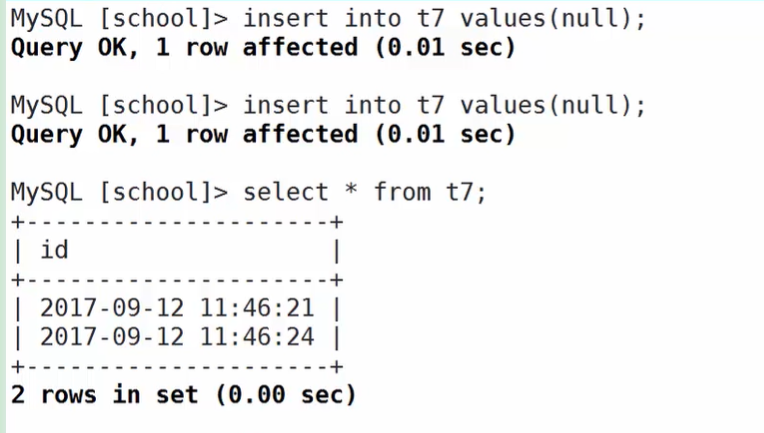 MySQL [school]> insert into t7 values(null);
Query OK, 1 row affected (0.01 sec)
MySQL [school]> insert into t7 values(null);
Query OK, 1 row affected (0.01 sec)
MySQL [school]> select * from t7;
+---------------------+
| id                  |
+---------------------+
| 2017-09-12 11:46:21 |
| 2017-09-12 11:46:24 |
+---------------------+
2 rows in set (0.00 sec)